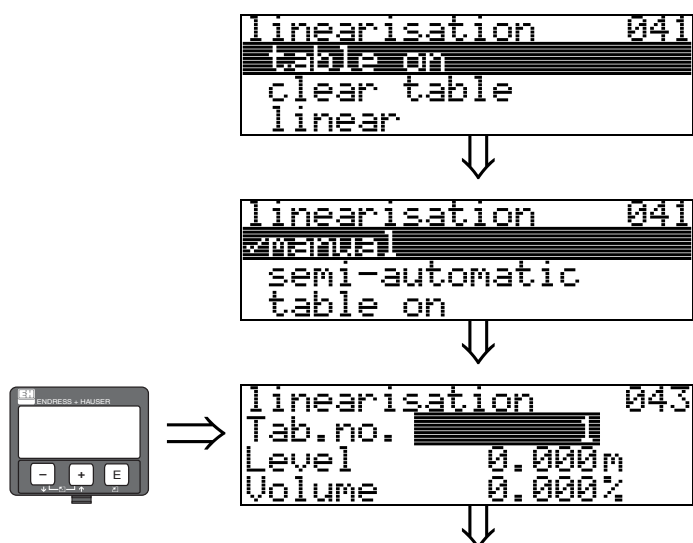 linearisation 041
table on
clear table
linear
linearisation 041
✓manual
semi-automatic
table on
EH
ENDRESS + HAUSER
- + E
linearisation 043
Tab.no. 1
Level 0.000m
Volume 0.000%